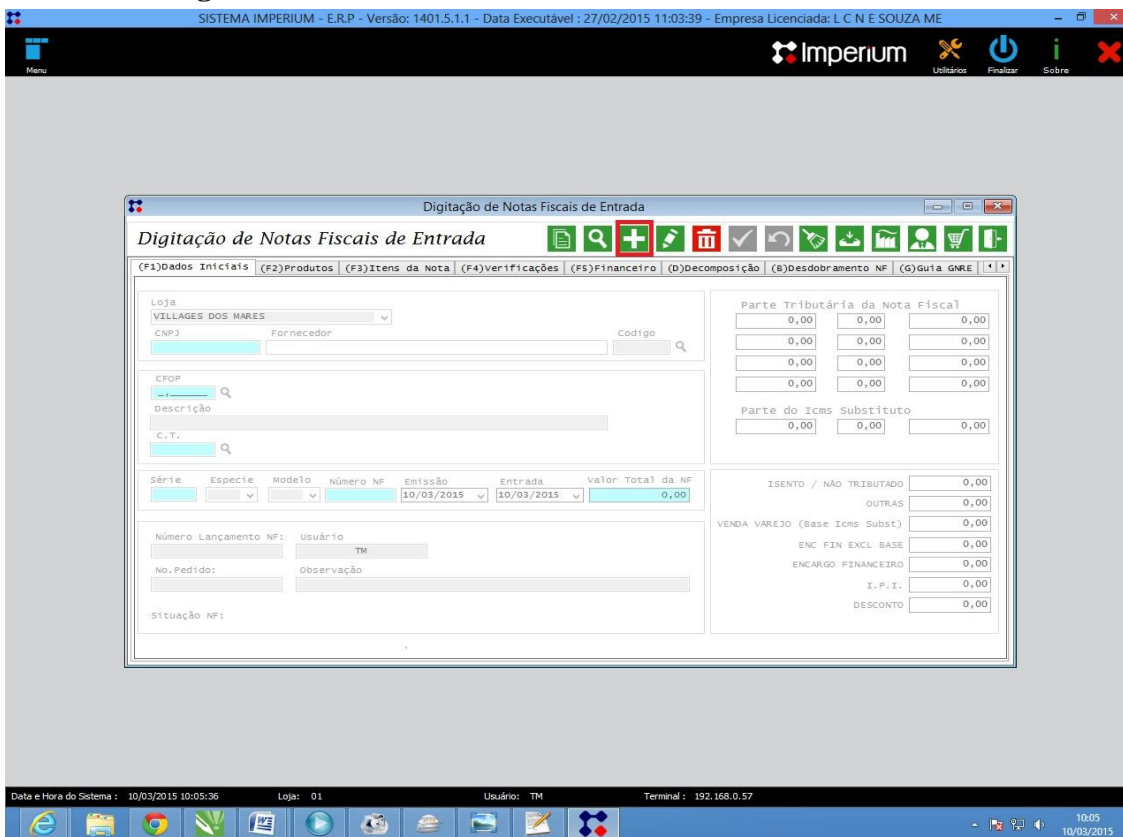 SISTEMA IMPERIUM - E.R.P - Versão: 1401.5.1.1 - Data Executável : 27/02/2015 11:03:39 - Empresa Licenciada: L C N E SOUZA ME
Menu
Imperium
Utilitários
Finalizar
Sobre
Digitação de Notas Fiscais de Entrada
Digitação de Notas Fiscais de Entrada
(F1)Dados Iniciais (F2)Produtos (F3)Itens da Nota (F4)Verificações (F5)Financeiro (D)Decomposição (B)Desdobramento NF (G)Guia GNRE
Loja
VILLAGES DOS MARES
CNPJ Fornecedor Codigo
CFOP
_.______
Descrição
C.T.
Série Especie Modelo Número NF Emissão Entrada Valor Total da NF
10/03/2015 10/03/2015 0,00
Número Lançamento NF: Usuário
TM
No.Pedido: Observação
Situação NF:
Parte Tributária da Nota Fiscal
0,00 0,00 0,00
0,00 0,00 0,00
0,00 0,00 0,00
0,00 0,00 0,00
Parte do Icms Substituto
0,00 0,00 0,00
ISENTO / NÃO TRIBUTADO 0,00
OUTRAS 0,00
VENDA VAREJO (Base Icms Subst) 0,00
ENC FIN EXCL BASE 0,00
ENCARGO FINANCEIRO 0,00
I.P.I. 0,00
DESCONTO 0,00
Data e Hora do Sistema : 10/03/2015 10:05:36 Loja: 01 Usuário: TM Terminal : 192.168.0.57
10:05
10/03/2015